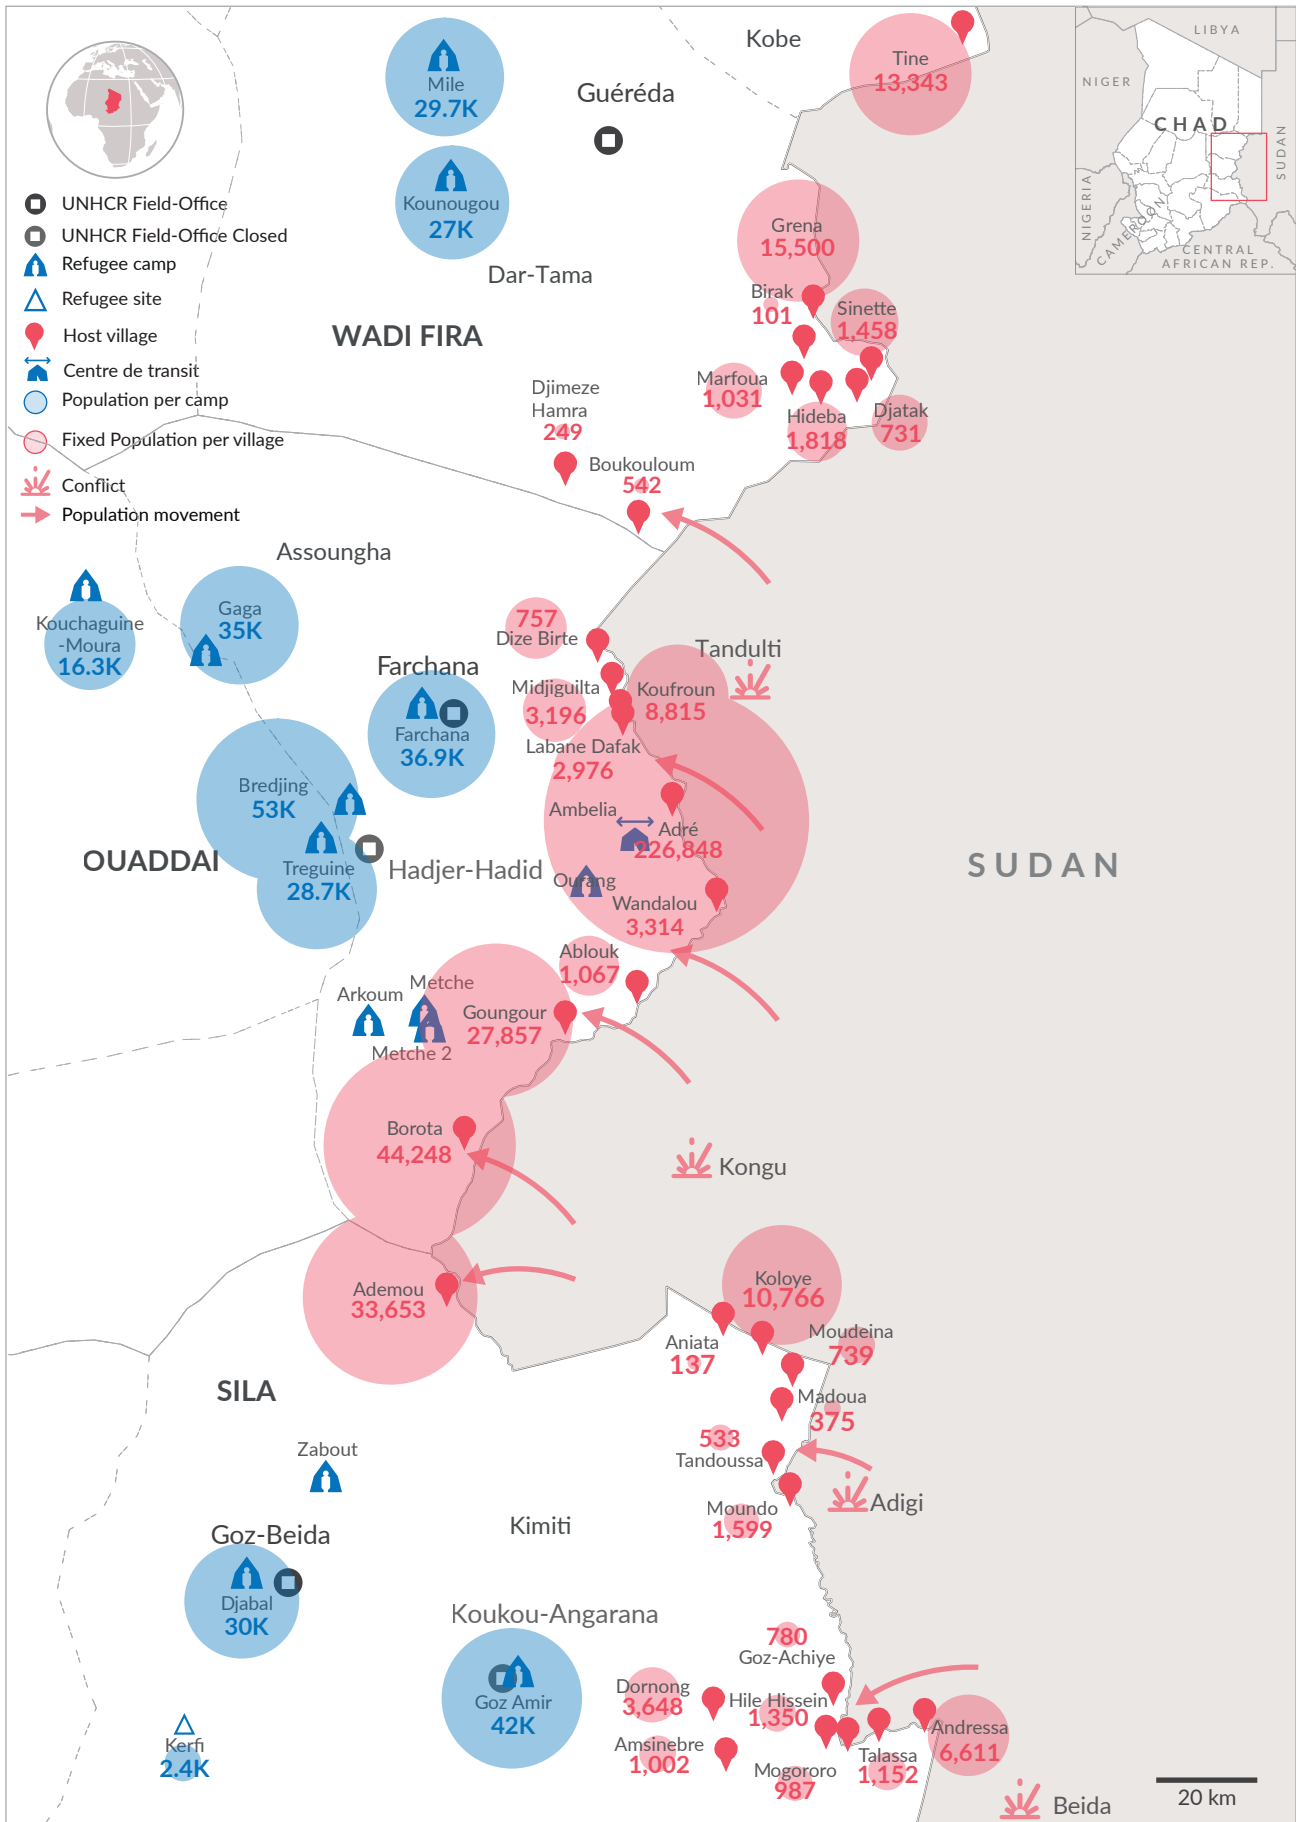 Kobe
Tine
13,343
Mile
29.7K
Guéréda
Kounougou
27K
LIBYA
NIGER
CHAD
SUDAN
NIGERIA
CAMEROON
CENTRAL
AFRICAN REP.
UNHCR Field-Office
UNHCR Field-Office Closed
Refugee camp
Refugee site
Host village
Centre de transit
Population per camp
Fixed Population per village
Conflict
Population movement
Grena
15,500
Dar-Tama
Birak
101
Sinette
1,458
WADI FIRA
Marfoua
1,031
Djimeze
Hamra
249
Hideba
1,818
Djatak
731
Boukouloum
542
Assoungha
Kouchaguine
-Moura
16.3K
Gaga
35K
757
Dize Birte
Tandulti
Farchana
Midjiguilta
3,196
Koufroun
8,815
Farchana
36.9K
Labane Dafak
2,976
Bredjing
53K
Ambelia
Adré
226,848
OUADDAI
Treguine
28.7K
Hadjer-Hadid
Ourang
Wandalou
3,314
SUDAN
Ablouk
1,067
Arkoum
Metche
Metche 2
Goungour
27,857
Borota
44,248
Kongu
Ademou
33,653
Koloye
10,766
Aniata
137
Moudeina
739
SILA
Madoua
375
533
Tandoussa
Zabout
Adigi
Moundo
1,599
Kimiti
Goz-Beida
Djabal
30K
Koukou-Angarana
780
Goz-Achiye
Goz Amir
42K
Dornong
3,648
Hile Hissein
1,350
Kerfi
2.4K
Amsinebre
1,002
Mogororo
987
Talassa
1,152
Andressa
6,611
Beida
20 km